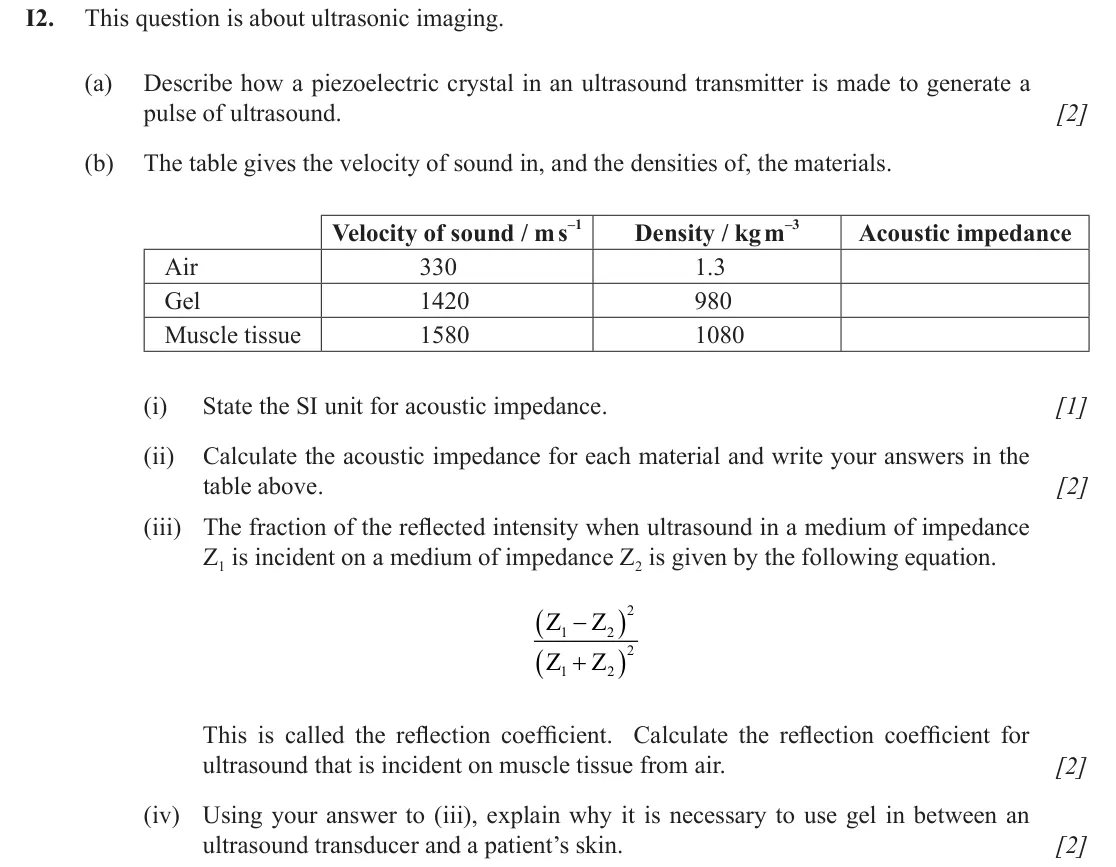 I2. This question is about ultrasonic imaging.
(a) Describe how a piezoelectric crystal in an ultrasound transmitter is made to generate a
pulse of ultrasound. [2]
(b) The table gives the velocity of sound in, and the densities of, the materials.
Velocity of sound / m s⁻¹ Density / kg m⁻³ Acoustic impedance
Air 330 1.3
Gel 1420 980
Muscle tissue 1580 1080
(i) State the SI unit for acoustic impedance. [1]
(ii) Calculate the acoustic impedance for each material and write your answers in the
table above. [2]
(iii) The fraction of the reflected intensity when ultrasound in a medium of impedance
Z₁ is incident on a medium of impedance Z₂ is given by the following equation.
(Z₁ − Z₂)²
(Z₁ + Z₂)²
This is called the reflection coefficient. Calculate the reflection coefficient for
ultrasound that is incident on muscle tissue from air. [2]
(iv) Using your answer to (iii), explain why it is necessary to use gel in between an
ultrasound transducer and a patient's skin. [2]